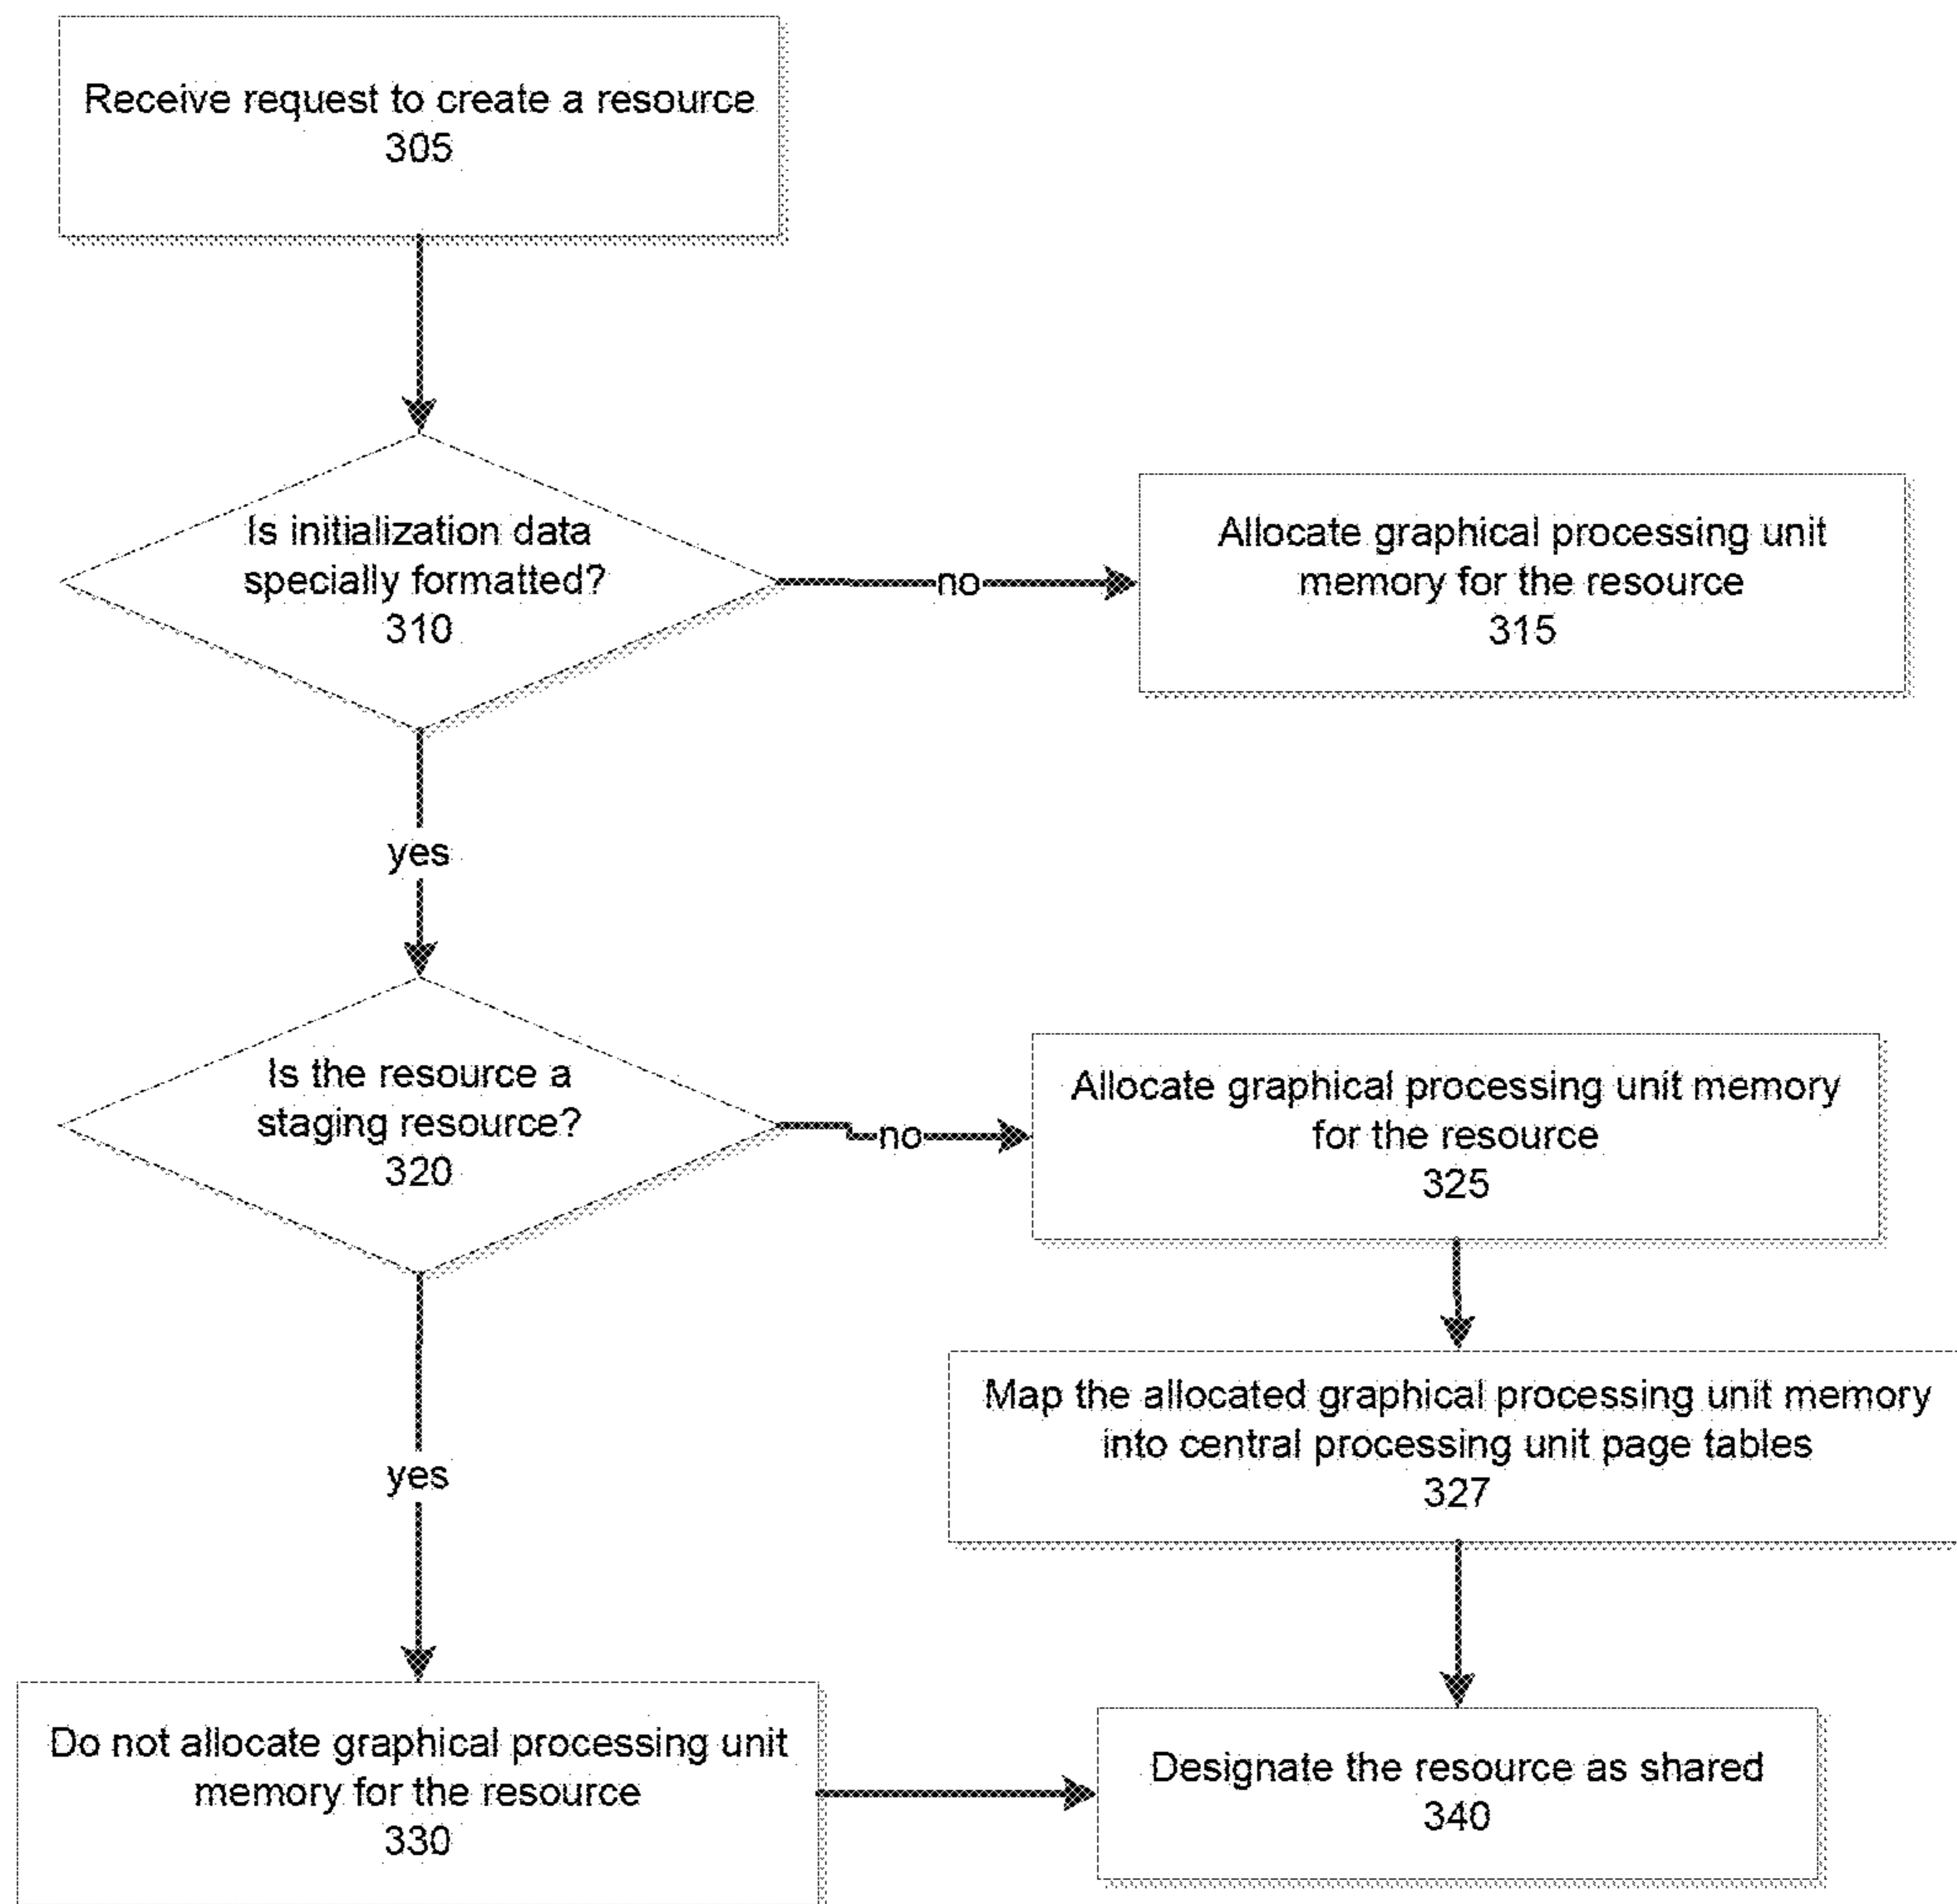 Receive request to create a resource
305
Is initialization data
specially formatted?
310
no
Allocate graphical processing unit
memory for the resource
315
yes
Is the resource a
staging resource?
320
no
Allocate graphical processing unit memory
for the resource
325
Map the allocated graphical processing unit memory
into central processing unit page tables
327
yes
Do not allocate graphical processing unit
memory for the resource
330
Designate the resource as shared
340